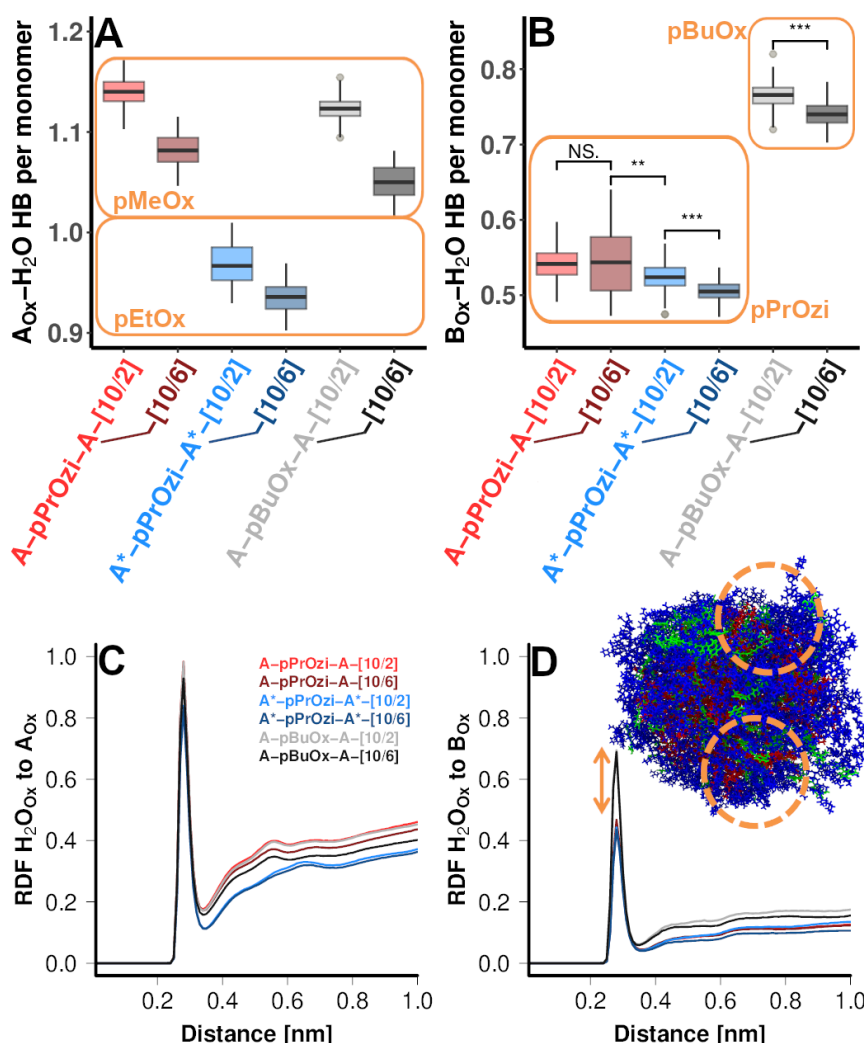 A
A_Ox–H₂O HB per monomer
1.2
1.1
1.0
0.9
pMeOx
pEtOx
A–pPrOzi–A–[10/2]
–[10/6]
A*–pPrOzi–A*–[10/2]
–[10/6]
A–pBuOx–A–[10/2]
–[10/6]
B
B_Ox–H₂O HB per monomer
0.8
0.7
0.6
0.5
pBuOx
***
NS.
**
***
pPrOzi
A–pPrOzi–A–[10/2]
–[10/6]
A*–pPrOzi–A*–[10/2]
–[10/6]
A–pBuOx–A–[10/2]
–[10/6]
C
RDF H₂O_Ox to A_Ox
1.0
0.8
0.6
0.4
0.2
0.0
A–pPrOzi–A–[10/2]
A–pPrOzi–A–[10/6]
A*–pPrOzi–A*–[10/2]
A*–pPrOzi–A*–[10/6]
A–pBuOx–A–[10/2]
A–pBuOx–A–[10/6]
0.2 0.4 0.6 0.8 1.0
Distance [nm]
D
RDF H₂O_Ox to B_Ox
1.0
0.8
0.6
0.4
0.2
0.0
0.2 0.4 0.6 0.8 1.0
Distance [nm]